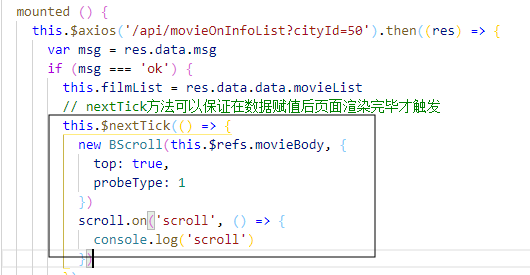 mounted () {
this.$axios('/api/movieOnInfoList?cityId=50').then((res) => {
var msg = res.data.msg
if (msg === 'ok') {
this.filmList = res.data.data.movieList
// nextTick方法可以保证在数据赋值后页面渲染完毕才触发
this.$nextTick(() => {
new BScroll(this.$refs.movieBody, {
top: true,
probeType: 1
})
scroll.on('scroll', () => {
console.log('scroll')
})
})